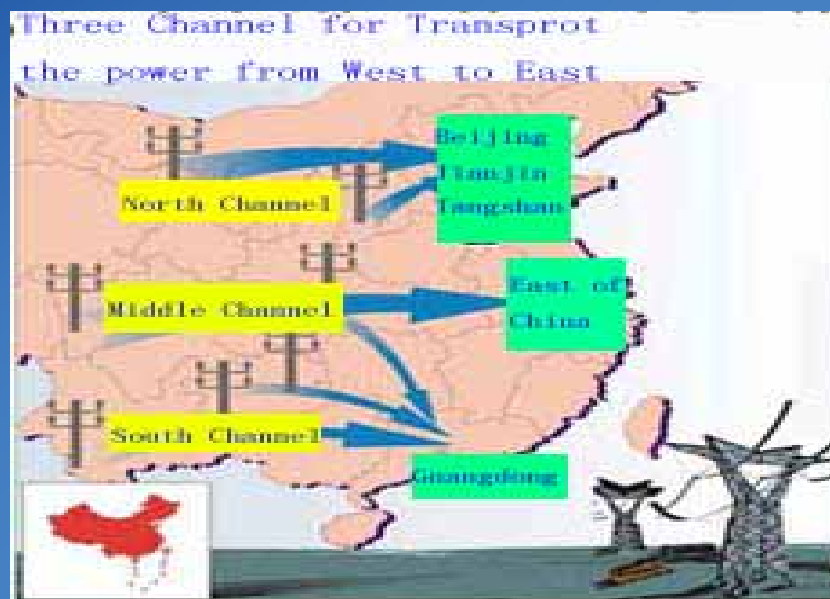 Three Channel for Transprot
the power from West to East
Beijing
Tianjin
Tangshan
North Channel
East of
China
Middle Channel
South Channel
Guangdong